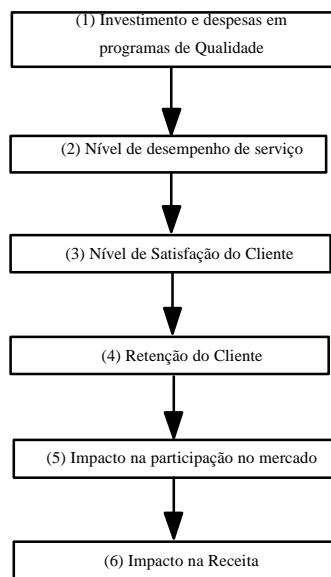 (1) Investimento e despesas em
programas de Qualidade
(2) Nível de desempenho de serviço
(3) Nível de Satisfação do Cliente
(4) Retenção do Cliente
(5) Impacto na participação no mercado
(6) Impacto na Receita